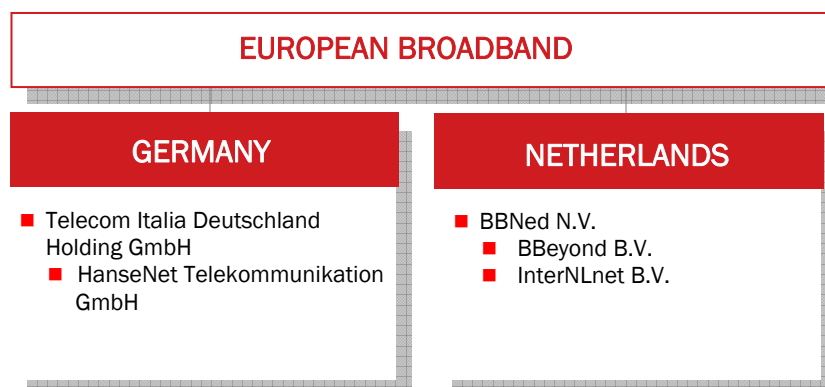 EUROPEAN BROADBAND
GERMANY
Telecom Italia Deutschland
Holding GmbH
HanseNet Telekommunikation
GmbH
NETHERLANDS
BBNed N.V.
BBeyond B.V.
InterNLnet B.V.